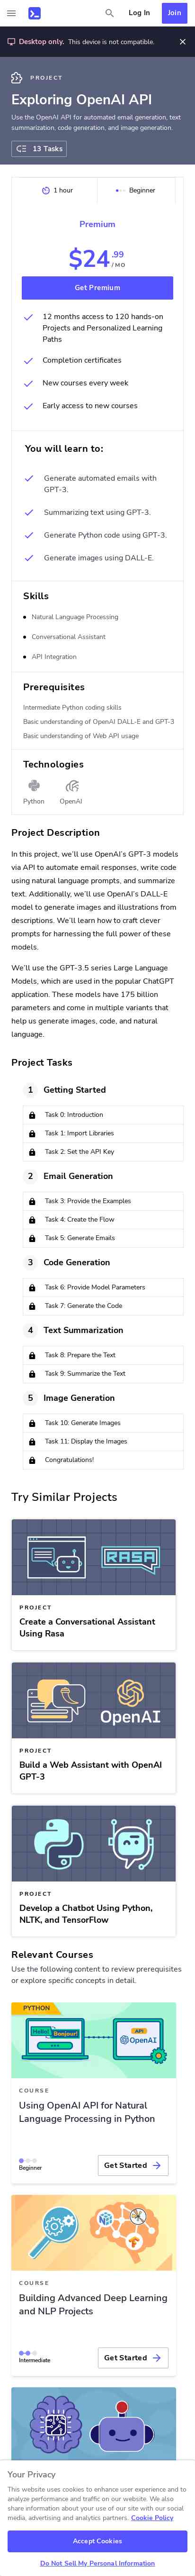 Log In
Join
Desktop only. This device is not compatible.
PROJECT
Exploring OpenAI API
Use the OpenAI API for automated email responses, text
summarization, code generation, and image generation.
13 Tasks
1 hour
Beginner
Premium
$24.99
/ MO
Get Premium
12 months access to 120 hands-on
Projects and Personalized Learning
Paths
Completion certificates
New courses every week
Early access to new courses
You will learn to:
Generate automated emails with
GPT-3.
Summarizing text using GPT-3.
Generate Python code using GPT-3.
Generate images using DALL-E.
Skills
Natural Language Processing
Conversational Assistant
API Integration
Prerequisites
Intermediate Python coding skills
Basic understanding of OpenAI DALL-E and GPT-3
Basic understanding of Web API usage
Technologies
Python
OpenAI
Project Description
In this project, we’ll use OpenAI’s GPT-3 models
via API to automate email responses, write code
using natural language prompts, and summarize
text. Additionally, we’ll use OpenAI’s DALL-E
model to generate images and illustrations from
descriptions. We’ll learn how to craft clever
prompts for harnessing the full power of these
models.
We’ll use the GPT-3.5 series Large Language
Models, which are used in the popular ChatGPT
application. These models have 175 billion
parameters and come in multiple variants that
help us generate images, code, and natural
language.
Project Tasks
1 Getting Started
Task 0: Introduction
Task 1: Import Libraries
Task 2: Set the API Key
2 Email Generation
Task 3: Provide the Examples
Task 4: Create the Flow
Task 5: Generate Emails
3 Code Generation
Task 6: Provide Model Parameters
Task 7: Generate the Code
4 Text Summarization
Task 8: Prepare the Text
Task 9: Summarize the Text
5 Image Generation
Task 10: Generate Images
Task 11: Display the Images
Congratulations!
Try Similar Projects
RASA
PROJECT
Create a Conversational Assistant
Using Rasa
OpenAI
PROJECT
Build a Web Assistant with OpenAI
GPT-3
PROJECT
Develop a Chatbot Using Python,
NLTK, and TensorFlow
Relevant Courses
Use the following content to review prerequisites
or explore specific concepts in detail.
PYTHON
Hello!
Bonjour!
API
OpenAI
COURSE
Using OpenAI API for Natural
Language Processing in Python
Beginner
Get Started
COURSE
Building Advanced Deep Learning
and NLP Projects
Intermediate
Get Started
Your Privacy
This website uses cookies to enhance user experience and to
analyze performance and traffic on our website. We also
share information about your use of our site with our social
media, advertising and analytics partners. Cookie Policy
Accept Cookies
Do Not Sell My Personal Information